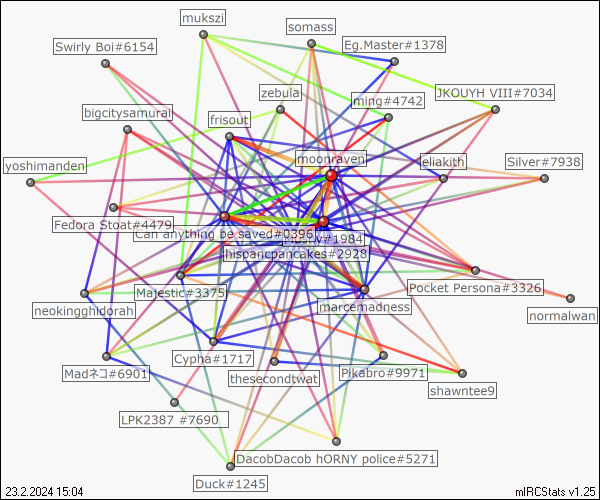 mukszi
somass
Swirly Boi#6154
Eg.Master#1378
zebula
ming#4742
JKOUYH VIII#7034
bigcitysamurai
frisout
moonraven
eliakith
Silver#7938
yoshimanden
Fedora Stoat#4479
Can anything be saved#0396
#1984
hispancpancakes#2928
Majestic#3375
Pocket Persona#3326
neokingghidorah
marcemadness
normalwan
Cypha#1717
Madネコ#6901
thesecondtwat
Pikabro#9971
shawntee9
LPK2387 #7690
DacobDacob hORNY police#5271
Duck#1245
23.2.2024 15:04
mIRCStats v1.25